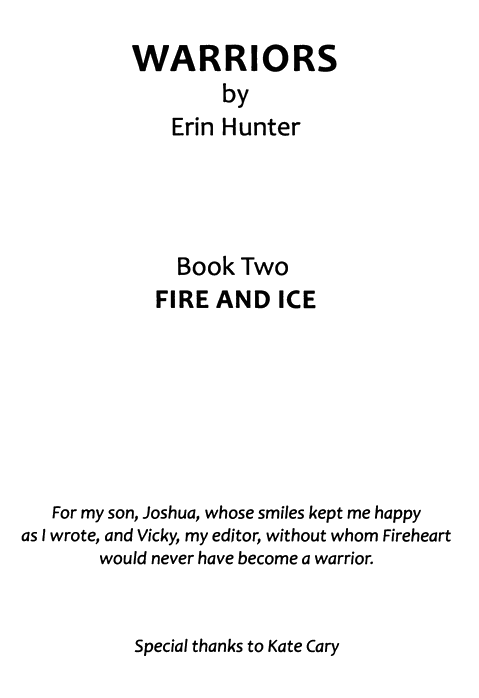 WARRIORS
by
Erin Hunter
Book Two
FIRE AND ICE
For my son, Joshua, whose smiles kept me happy
as I wrote, and Vicky, my editor, without whom Fireheart
would never have become a warrior.
Special thanks to Kate Cary